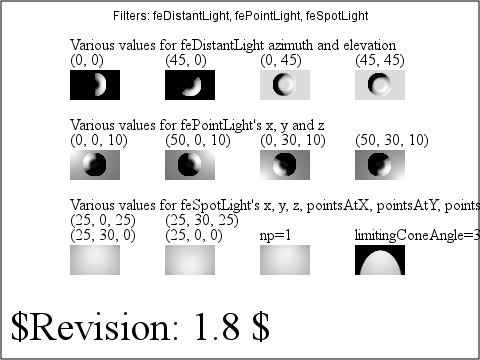 Filters: feDistantLight, fePointLight, feSpotLight
Various values for feDistantLight azimuth and elevation
(0, 0) (45, 0) (0, 45) (45, 45)
Various values for fePointLight's x, y and z
(0, 0, 10) (50, 0, 10) (0, 30, 10) (50, 30, 10)
Various values for feSpotLight's x, y, z, pointsAtX, pointsAtY, points
(25, 0, 25) (25, 30, 25)
(25, 30, 0) (25, 0, 0) np=1 limitingConeAngle=3
$Revision: 1.8 $